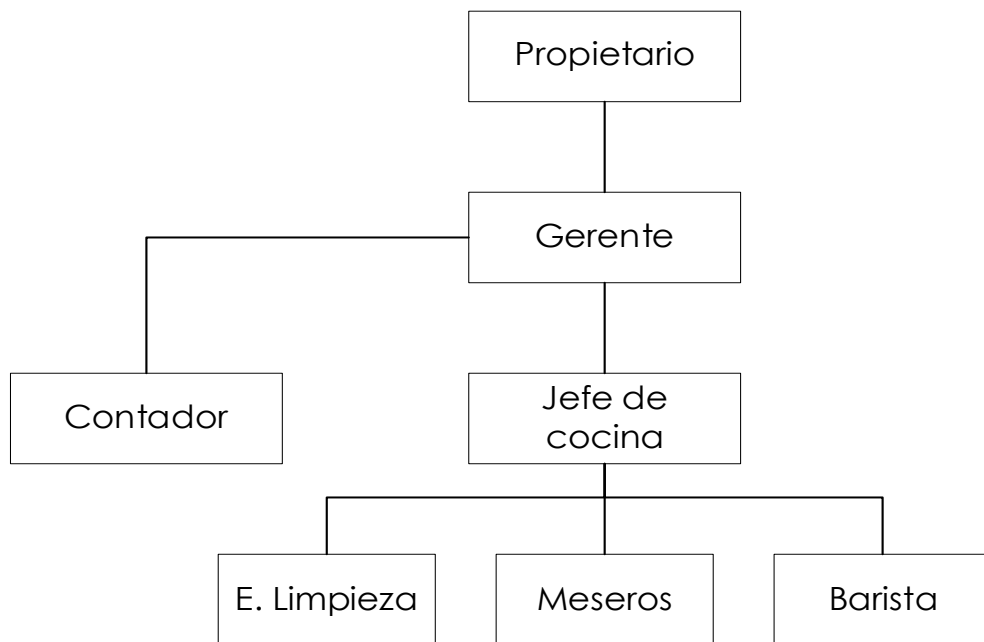 Propietario
Gerente
Contador
Jefe de
cocina
E. Limpieza
Meseros
Barista